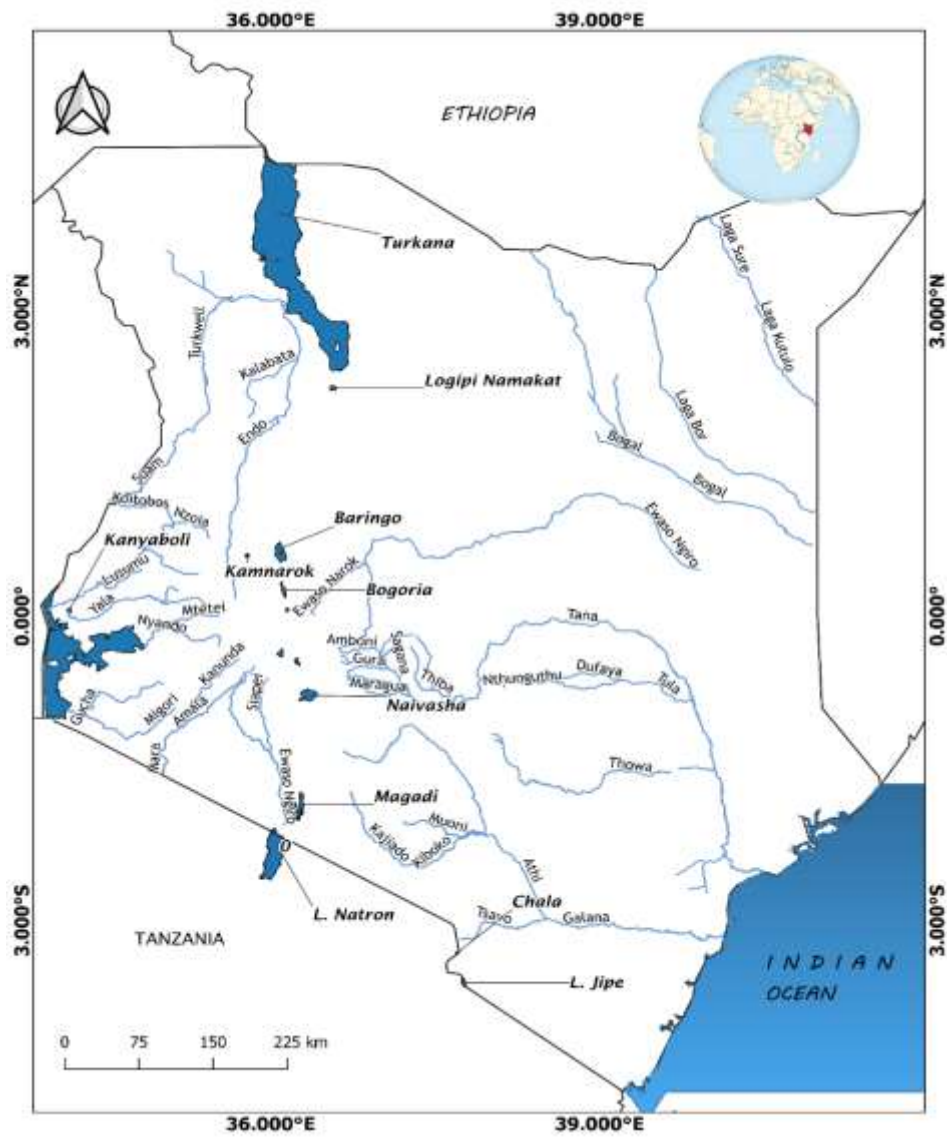 36.000°E
39.000°E
ETHIOPIA
Laga Sure
Turkana
3.000°N
3.000°N
Turkwell
Laga Kutulo
Kalabata
Logipi Namakat
Laga Bor
Endo
Bogal
Suam
Bogal
Koitobos
Nzoia
Ewaso Ngiro
Baringo
Kanyaboli
Lusumu
Kamnarok
Ewaso Narok
Bogoria
0.000°
0.000°
Yala
Mtetei
Nyando
Tana
Amboni
Sagana
Gura
Kanunda
Thiba
Dufaya
Nthunguthu
Tula
Maragua
Siapei
Naivasha
Gucha
Migori
Amala
Mara
Ewaso Ngiro
Thowa
Magadi
Muoni
Kajiado
Kiboko
0
Athi
Chala
L. Natron
Tsavo
Galana
3.000°S
3.000°S
TANZANIA
INDIAN
OCEAN
L. Jipe
0
75
150
225 km
36.000°E
39.000°E